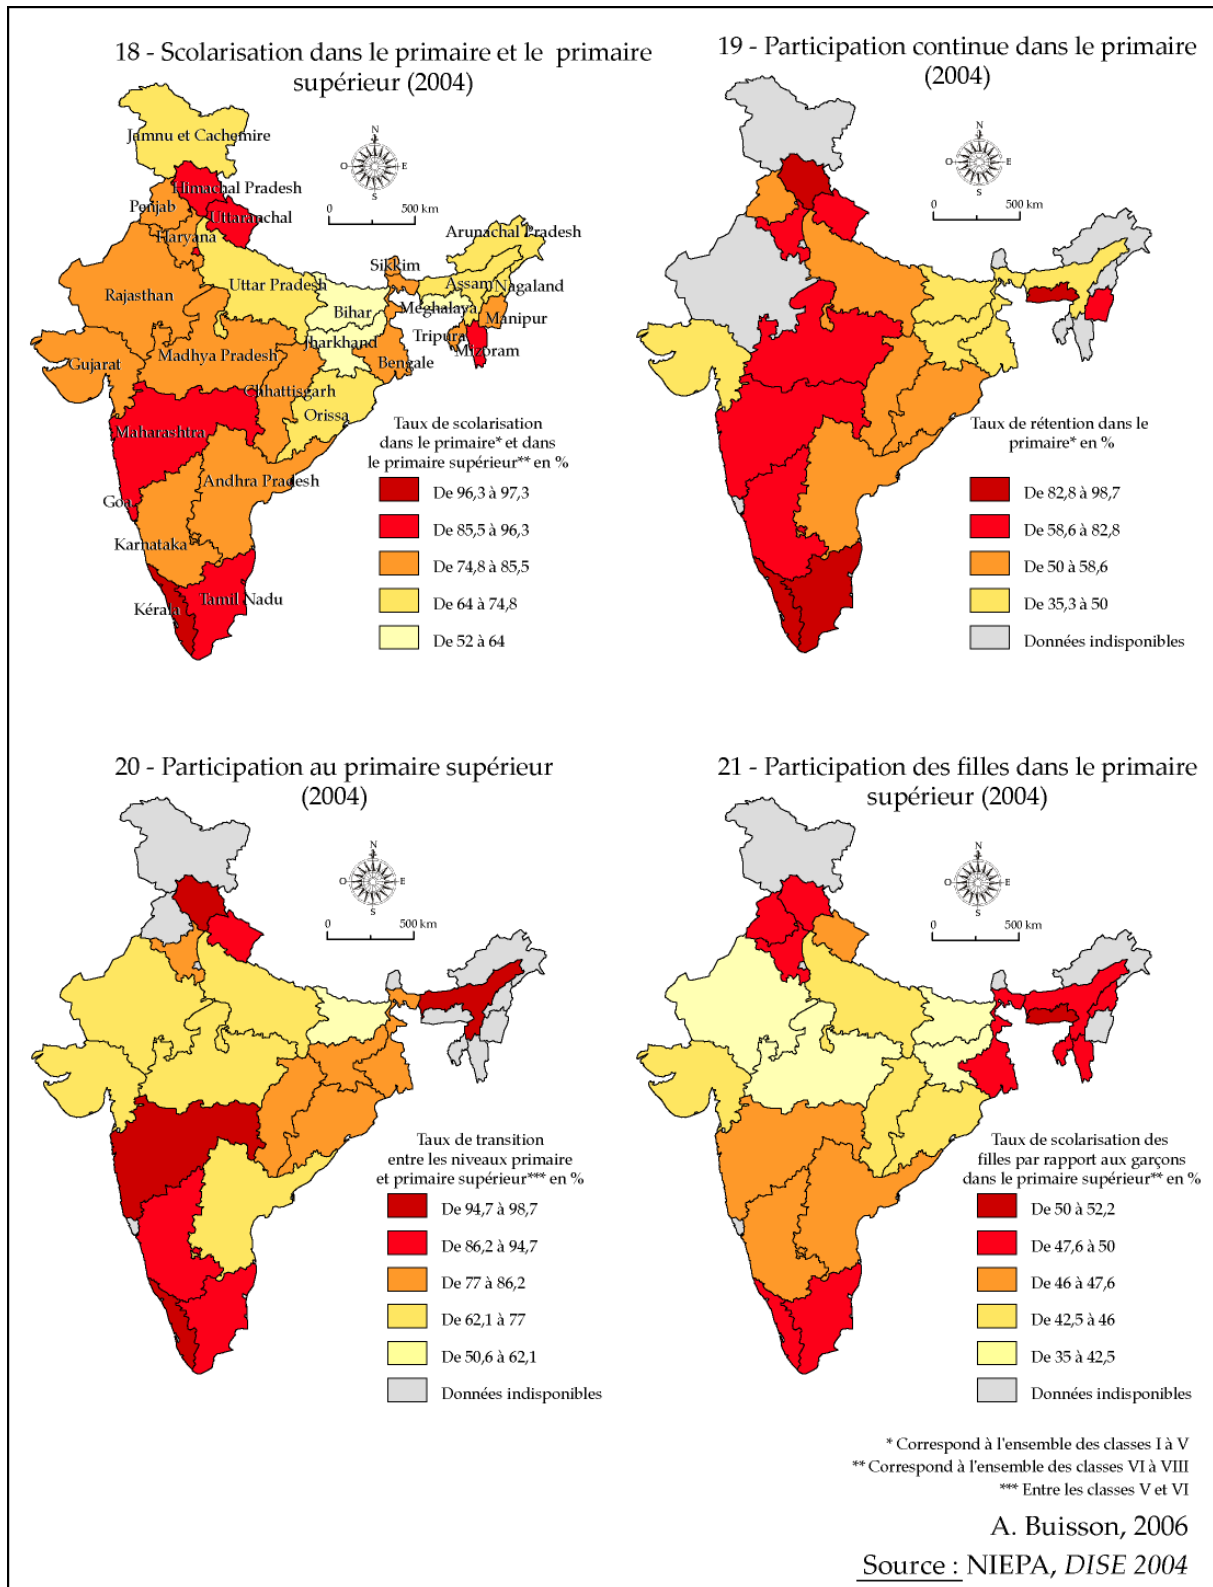 18 - Scolarisation dans le primaire et le primaire
supérieur (2004)
Jamnu et Cachemire
Himachal Pradesh
Penjab
Uttaranchal
Haryana
Arunachal Pradesh
Sikkim
Rajasthan
Uttar Pradesh
Assam
Nagaland
Bihar
Meghalaya
Manipur
Tripura
Mizoram
Jharkhand
Gujarat
Madhya Pradesh
Bengale
Chhattisgarh
Orissa
Maharashtra
Andhra Pradesh
Goa
Karnataka
Kérala
Tamil Nadu
N
O
E
S
0
500 km
Taux de scolarisation
dans le primaire* et dans
le primaire supérieur** en %
De 96,3 à 97,3
De 85,5 à 96,3
De 74,8 à 85,5
De 64 à 74,8
De 52 à 64
19 - Participation continue dans le primaire
(2004)
N
O
E
S
0
500 km
Taux de rétention dans le
primaire* en %
De 82,8 à 98,7
De 58,6 à 82,8
De 50 à 58,6
De 35,3 à 50
Données indisponibles
20 - Participation au primaire supérieur
(2004)
N
O
E
S
0
500 km
Taux de transition
entre les niveaux primaire
et primaire supérieur*** en %
De 94,7 à 98,7
De 86,2 à 94,7
De 77 à 86,2
De 62,1 à 77
De 50,6 à 62,1
Données indisponibles
21 - Participation des filles dans le primaire
supérieur (2004)
N
O
E
S
0
500 km
Taux de scolarisation des
filles par rapport aux garçons
dans le primaire supérieur** en %
De 50 à 52,2
De 47,6 à 50
De 46 à 47,6
De 42,5 à 46
De 35 à 42,5
Données indisponibles
* Correspond à l'ensemble des classes I à V
** Correspond à l'ensemble des classes VI à VIII
*** Entre les classes V et VI
A. Buisson, 2006
Source : NIEPA, DISE 2004